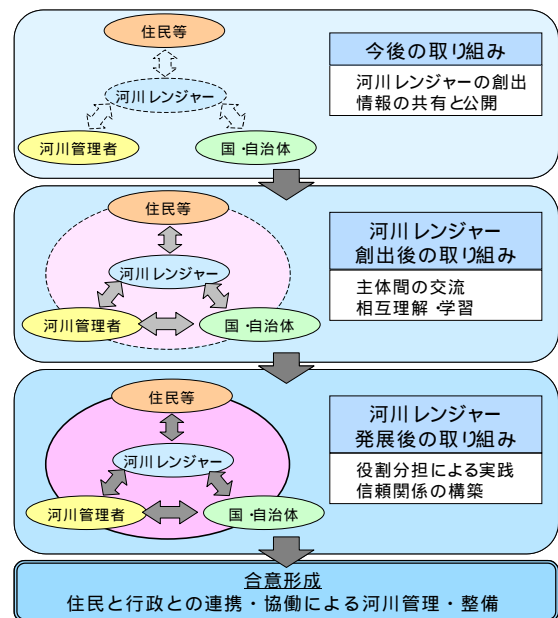 住民等
河川レンジャー
河川管理者
国・自治体
今後の取り組み
河川レンジャーの創出
情報の共有と公開
住民等
河川レンジャー
河川管理者
国・自治体
河川レンジャー
創出後の取り組み
主体間の交流
相互理解・学習
住民等
河川レンジャー
河川管理者
国・自治体
河川レンジャー
発展後の取り組み
役割分担による実践
信頼関係の構築
合意形成
住民と行政との連携・協働による河川管理・整備